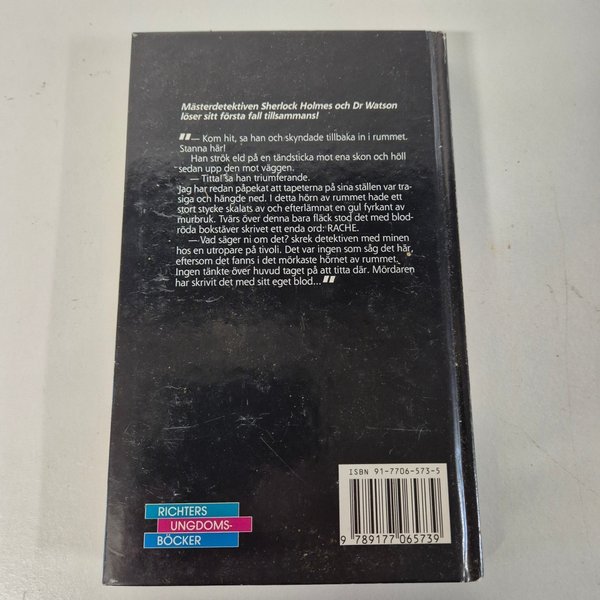 Mästerdetektiven Sherlock Holmes och Dr Watson
löser sitt första fall tillsammans!
"— Kom hit, sa han och skyndade tillbaka in i rummet.
Stanna här!
Han strök eld på en tändsticka mot ena skon och höll
sedan upp den mot väggen.
— Titta! sa han triumferande.
Jag har redan påpekat att tapeterna på sina ställen var tra-
siga och hängde ned. I detta hörn av rummet hade ett
stort stycke skalats av och efterlämnat en gul fyrkant av
murbruk. Tvärs över denna bara fläck stod det med blod-
röda bokstäver skrivet ett enda ord: RACHE.
— Vad säger ni om det? skrek detektiven med minen
hos en utropare på tivoli. Det var ingen som såg det här,
eftersom det fanns i det mörkaste hörnet av rummet.
Ingen tänkte över huvud taget på att titta där. Mördaren
har skrivit det med sitt eget blod..."
ISBN 91-7706-573-5
9 789177 065739
RICHTERS
UNGDOMS-
BÖCKER